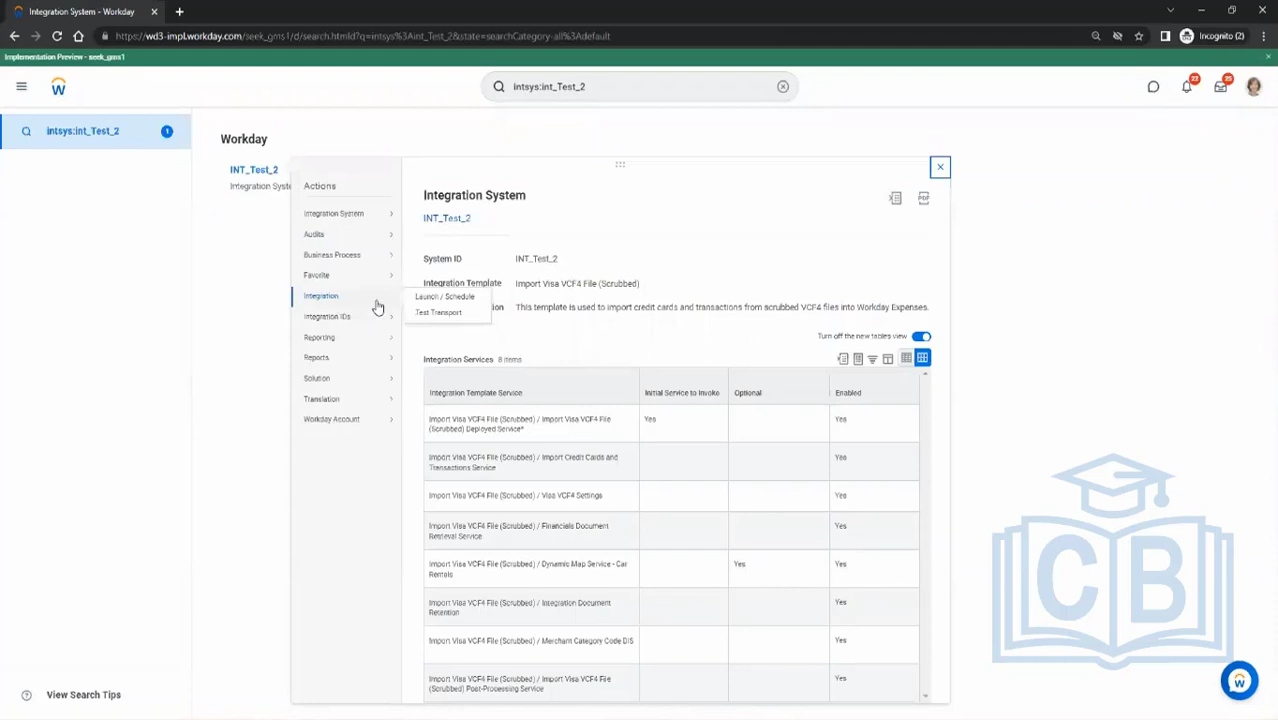 Integration System - Workday
https://wd3-impl.workday.com/seek_gms1/d/search.htmld?q=intsys%3Aint_Test_2&state=searchCategory-all%3Adefault
Incognito (2)
Implementation Preview - seek_gms1
intsys:int_Test_2
22
25
intsys:int_Test_2
1
Workday
INT_Test_2
Integration Syste
Actions
Integration System
Audits
Business Process
Favorite
Integration
Integration IDs
Reporting
Reports
Solution
Translation
Workday Account
Launch / Schedule
Test Transport
Integration System
INT_Test_2
PDF
System ID
INT_Test_2
Integration Template
Import Visa VCF4 File (Scrubbed)
ion
This template is used to import credit cards and transactions from scrubbed VCF4 files into Workday Expenses.
Turn off the new tables view
Integration Services 8 items
Integration Template Service
Initial Service to Invoke
Optional
Enabled
Import Visa VCF4 File (Scrubbed) / Import Visa VCF4 File
(Scrubbed) Deployed Service*
Yes
Yes
Import Visa VCF4 File (Scrubbed) / Import Credit Cards and
Transactions Service
Yes
Import Visa VCF4 File (Scrubbed) / Visa VCF4 Settings
Yes
Import Visa VCF4 File (Scrubbed) / Financials Document
Retrieval Service
Yes
Import Visa VCF4 File (Scrubbed) / Dynamic Map Service - Car
Rentals
Yes
Yes
Import Visa VCF4 File (Scrubbed) / Integration Document
Retention
Yes
Import Visa VCF4 File (Scrubbed) / Merchant Category Code DIS
Yes
Import Visa VCF4 File (Scrubbed) / Import Visa VCF4 File
(Scrubbed) Post-Processing Service
Yes
CB
View Search Tips